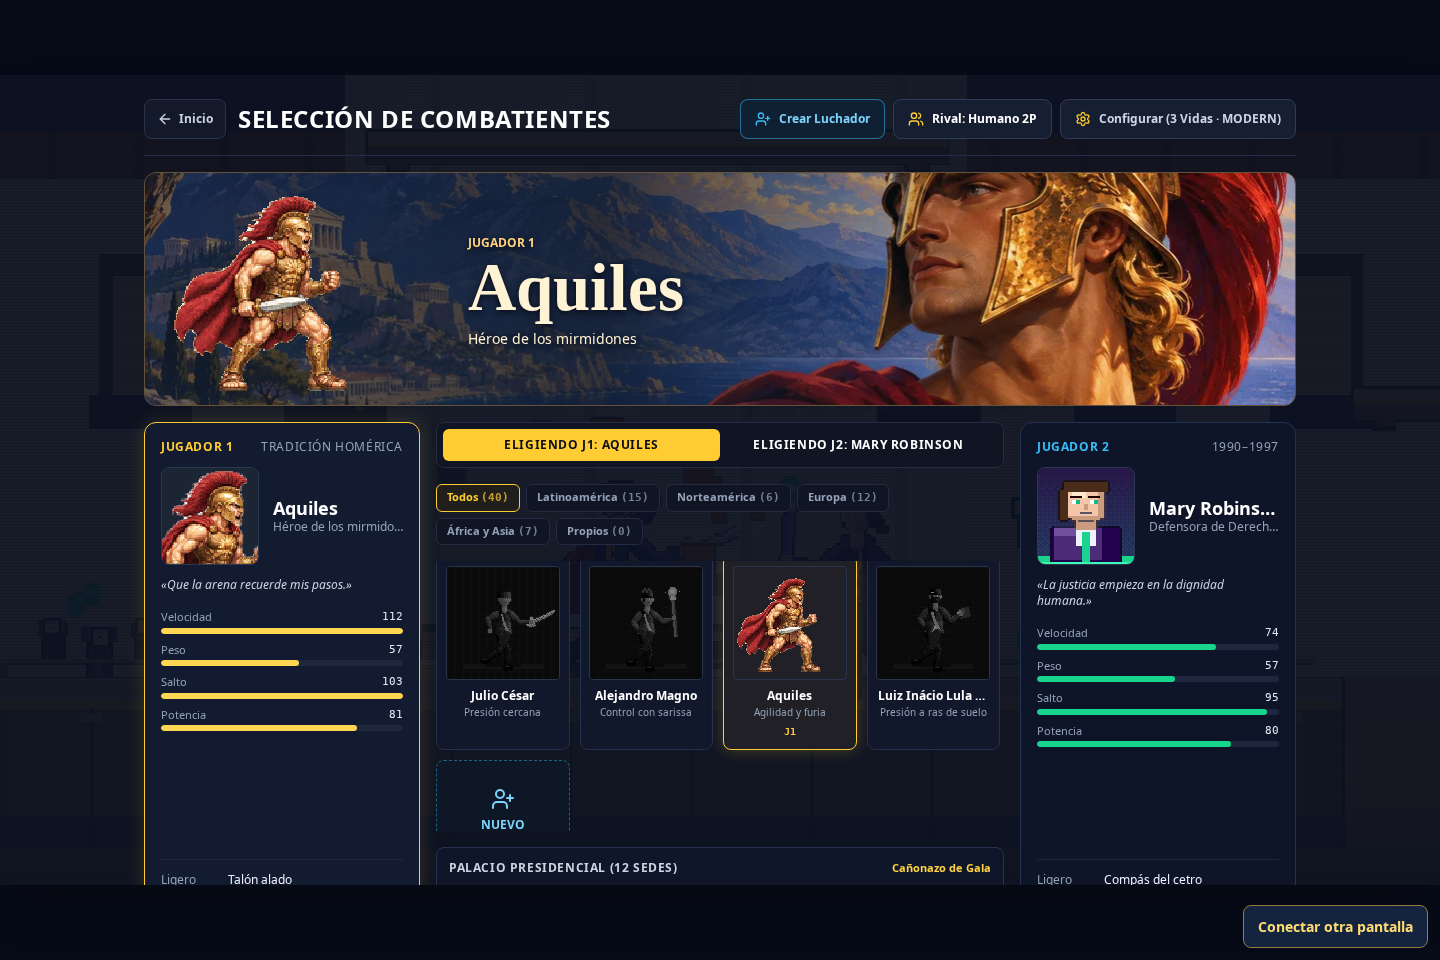 Inicio
SELECCIÓN DE COMBATIENTES
Crear Luchador
Rival: Humano 2P
Configurar (3 Vidas · MODERN)
JUGADOR 1
Aquiles
Héroe de los mirmidones
JUGADOR 1
TRADICIÓN HOMÉRICA
Aquiles
Héroe de los mirmido...
«Que la arena recuerde mis pasos.»
Velocidad 112
Peso 57
Salto 103
Potencia 81
Ligero Talón alado
ELIGIENDO J1: AQUILES
ELIGIENDO J2: MARY ROBINSON
Todos (40)
Latinoamérica (15)
Norteamérica (6)
Europa (12)
África y Asia (7)
Propios (0)
Julio César
Presión cercana
Alejandro Magno
Control con sarissa
Aquiles
Agilidad y furia
J1
Luiz Inácio Lula ...
Presión a ras de suelo
NUEVO
PALACIO PRESIDENCIAL (12 SEDES)
Cañonazo de Gala
JUGADOR 2
1990–1997
Mary Robins...
Defensora de Derech...
«La justicia empieza en la dignidad
humana.»
Velocidad 74
Peso 57
Salto 95
Potencia 80
Ligero Compás del cetro
Conectar otra pantalla